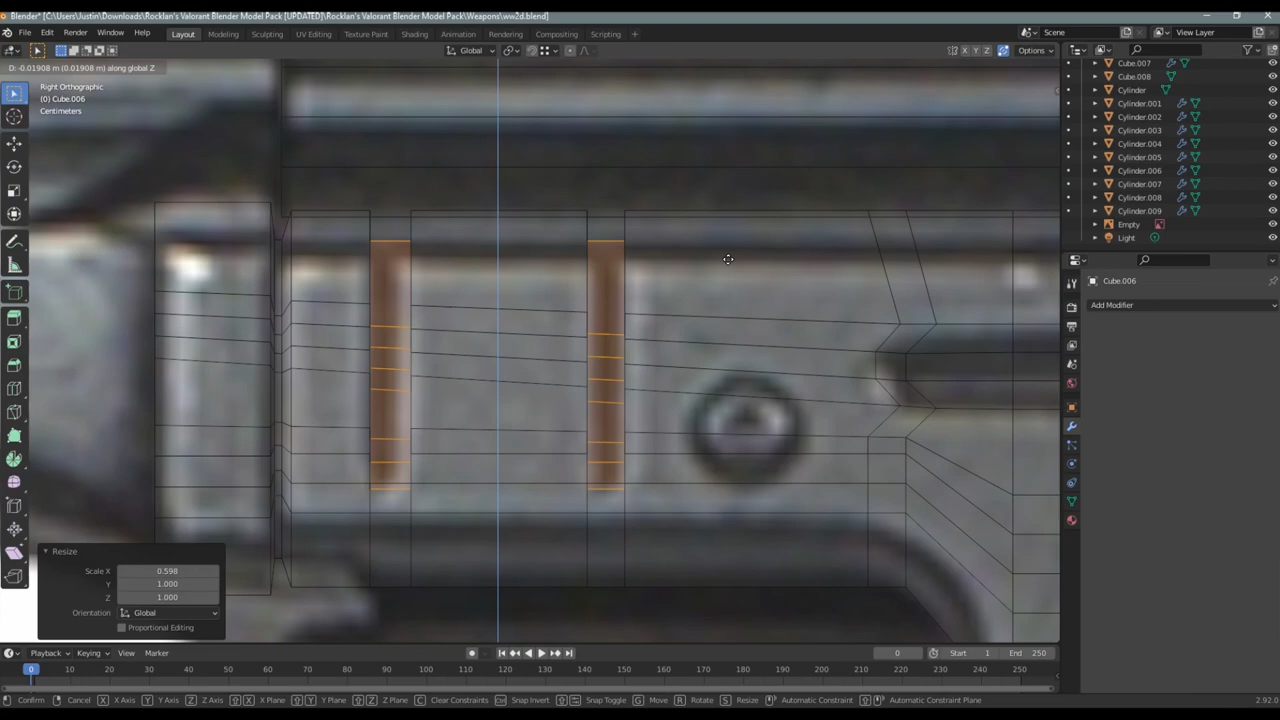 Blender* [C:\Users\Justin\Downloads\Rocklan's Valorant Blender Model Pack [UPDATED]\Rocklan's Valorant Blender Model Pack\Weapons\ww2d.blend]
File Edit Render Window Help Layout Modeling Sculpting UV Editing Texture Paint Shading Animation Rendering Compositing Scripting + Scene View Layer
Global X Y Z Options
D: -0.01908 m (0.01908 m) along global Z
Right Orthographic
(0) Cube.006
Centimeters
Cube.007
Cube.008
Cylinder
Cylinder.001
Cylinder.002
Cylinder.003
Cylinder.004
Cylinder.005
Cylinder.006
Cylinder.007
Cylinder.008
Cylinder.009
Empty
Light
Cube.006
Add Modifier
Resize
Scale X 0.598
Y 1.000
Z 1.000
Orientation Global
Proportional Editing
Playback Keying View Marker 0 Start 1 End 250
0 10 20 30 40 50 60 70 80 90 100 110 120 130 140 150 160 170 180 190 200 210 220 230 240 250
Confirm Cancel X X Axis Y Y Axis Z Z Axis X X Plane Y Y Plane Z Z Plane C Clear Constraints Ctrl Snap Invert Snap Toggle G Move R Rotate S Resize Automatic Constraint Automatic Constraint Plane 2.92.0